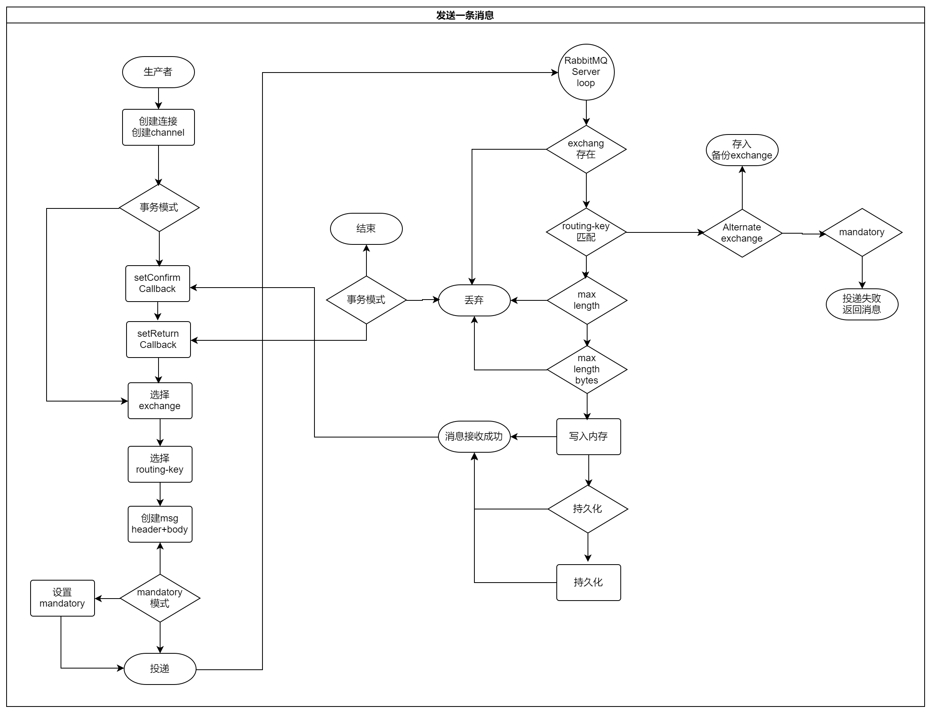 发送一条消息
生产者
创建连接
创建channel
事务模式
setConfirm
Callback
setReturn
Callback
选择
exchange
选择
routing-key
创建msg
header+body
mandatory
模式
设置
mandatory
投递
结束
事务模式
丢弃
消息接收成功
RabbitMQ
Server
loop
exchang
存在
routing-key
匹配
max
length
max
length
bytes
写入内存
持久化
持久化
存入
备份exchange
Alternate
exchange
mandatory
投递失败
返回消息